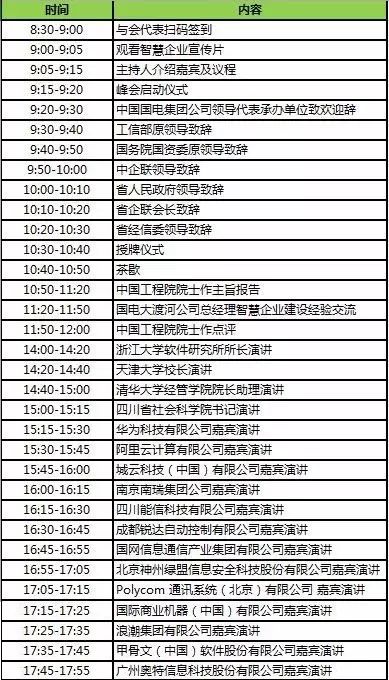 时间 内容
8:30-9:00 与会代表扫码签到
9:00-9:05 观看智慧企业宣传片
9:05-9:15 主持人介绍嘉宾及议程
9:15-9:20 峰会启动仪式
9:20-9:30 中国国电集团公司领导代表承办单位致欢迎辞
9:30-9:40 工信部原领导致辞
9:40-9:50 国务院国资委原领导致辞
9:50-10:00 中企联领导致辞
10:00-10:10 省人民政府领导致辞
10:10-10:20 省企联会长致辞
10:20-10:30 省经信委领导致辞
10:30-10:40 授牌仪式
10:40-10:50 茶歇
10:50-11:20 中国工程院院士作主旨报告
11:20-11:50 国电大渡河公司总经理智慧企业建设经验交流
11:50-12:00 中国工程院院士作点评
14:00-14:20 浙江大学软件研究所所长演讲
14:20-14:40 天津大学校长演讲
14:40-15:00 清华大学经管学院院长助理演讲
15:00-15:15 四川省社会科学院书记演讲
15:15-15:30 华为科技有限公司嘉宾演讲
15:30-15:45 阿里云计算有限公司嘉宾演讲
15:45-16:00 城云科技（中国）有限公司嘉宾演讲
16:00-16:15 南京南瑞集团公司嘉宾演讲
16:15-16:30 四川能信科技有限公司嘉宾演讲
16:30-16:45 成都锐达自动控制有限公司嘉宾演讲
16:45-16:55 国网信息通信产业集团有限公司嘉宾演讲
16:55-17:05 北京神州绿盟信息安全科技股份有限公司嘉宾演讲
17:05-17:15 Polycom 通讯系统（北京）有限公司 嘉宾演讲
17:15-17:25 国际商业机器（中国）有限公司嘉宾演讲
17:25-17:35 浪潮集团有限公司嘉宾演讲
17:35-17:45 甲骨文（中国）软件股份有限公司嘉宾演讲
17:45-17:55 广州奥特信息科技股份有限公司嘉宾演讲